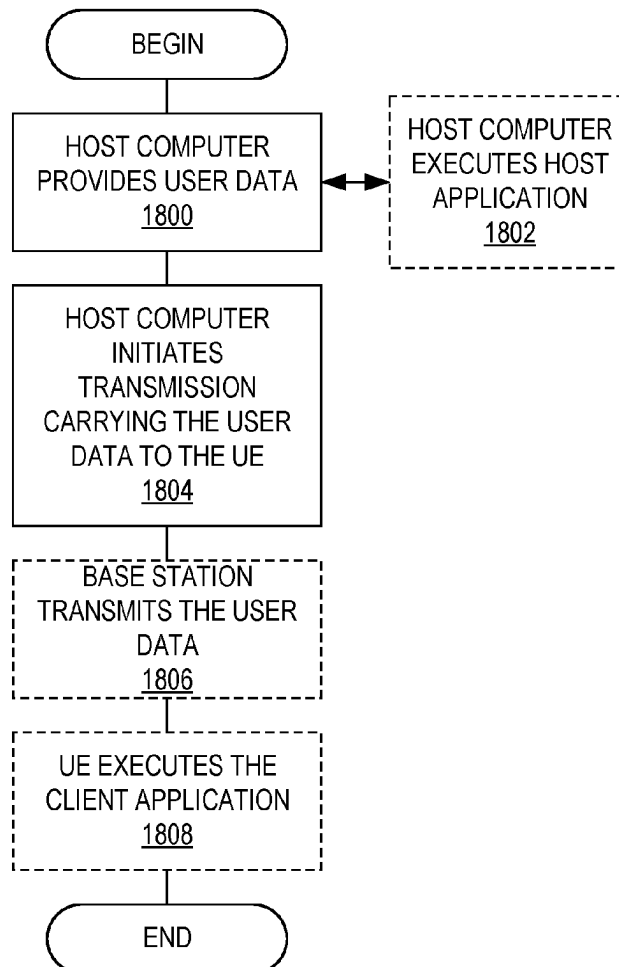 BEGIN
HOST COMPUTER
PROVIDES USER DATA
1800
HOST COMPUTER
EXECUTES HOST
APPLICATION
1802
HOST COMPUTER
INITIATES
TRANSMISSION
CARRYING THE USER
DATA TO THE UE
1804
BASE STATION
TRANSMITS THE USER
DATA
1806
UE EXECUTES THE
CLIENT APPLICATION
1808
END